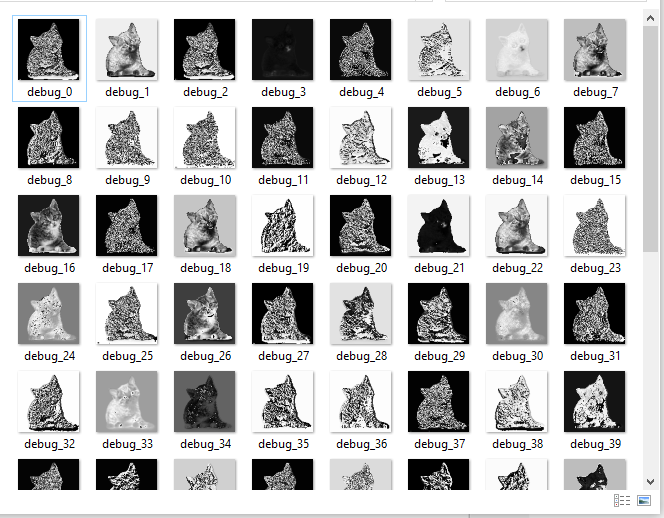 debug_0 debug_1 debug_2 debug_3 debug_4 debug_5 debug_6 debug_7
debug_8 debug_9 debug_10 debug_11 debug_12 debug_13 debug_14 debug_15
debug_16 debug_17 debug_18 debug_19 debug_20 debug_21 debug_22 debug_23
debug_24 debug_25 debug_26 debug_27 debug_28 debug_29 debug_30 debug_31
debug_32 debug_33 debug_34 debug_35 debug_36 debug_37 debug_38 debug_39